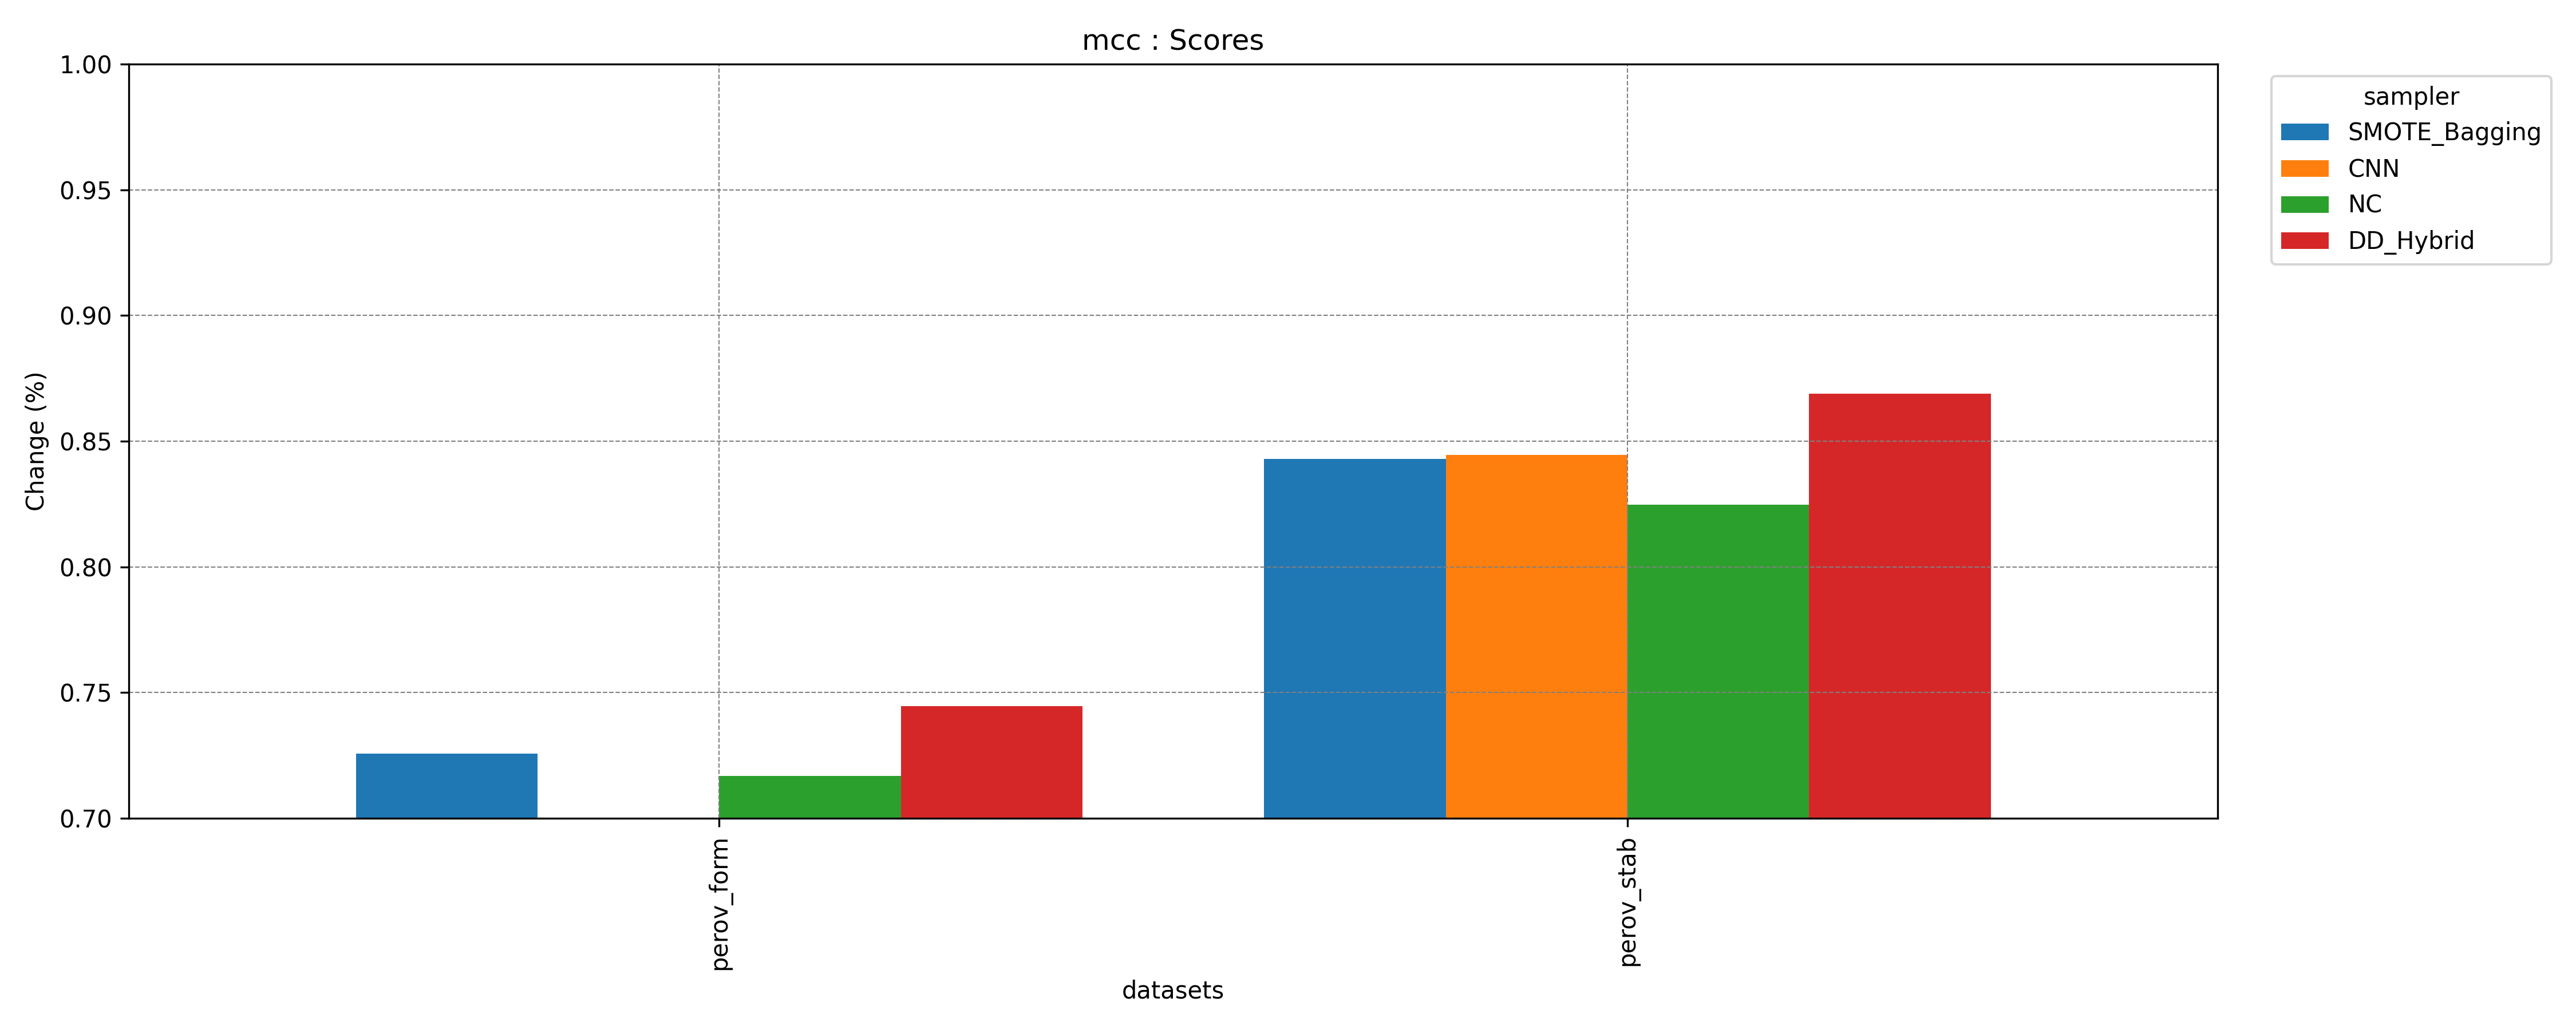 mcc : Scores
1.00
0.95
0.90
0.85
0.80
0.75
0.70
Change (%)
perov_form
perov_stab
datasets
sampler
SMOTE_Bagging
CNN
NC
DD_Hybrid